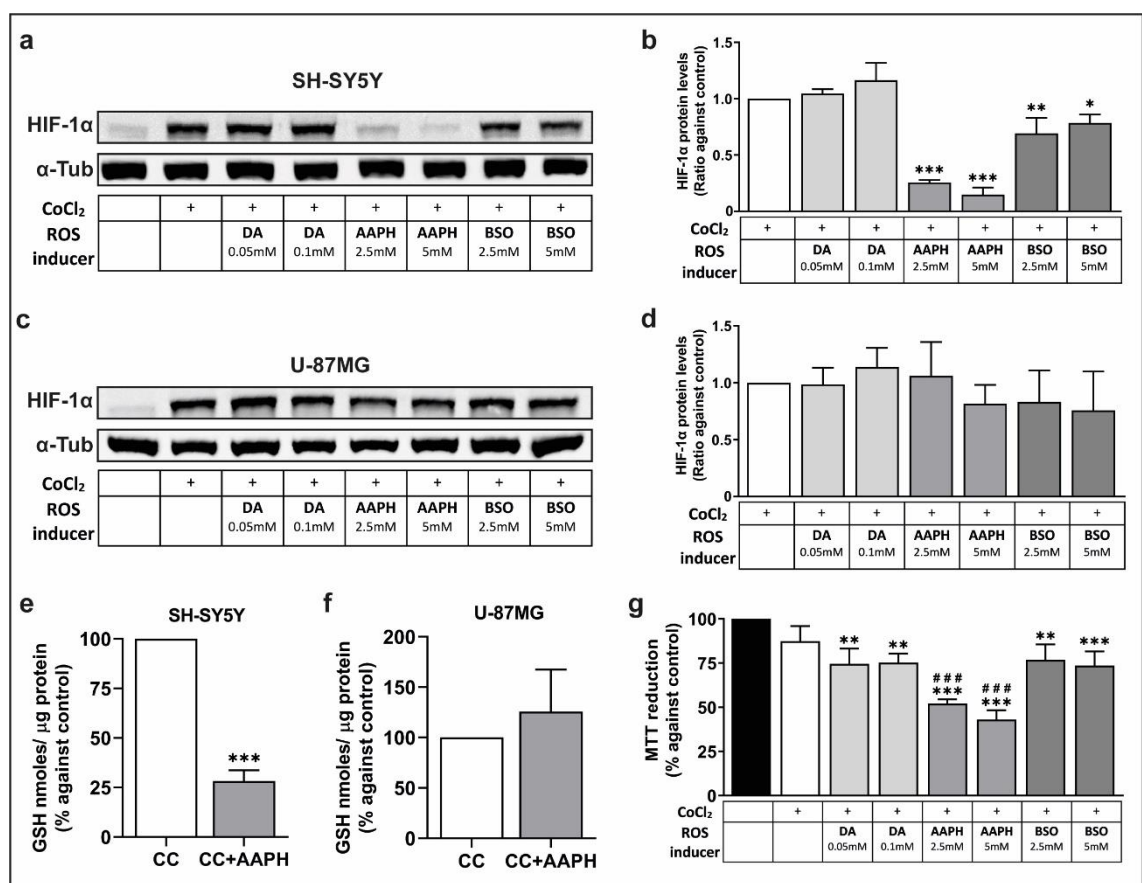 a
SH-SY5Y
HIF-1α
α-Tub
CoCl₂ + + + + + + +
ROS inducer DA 0.05mM DA 0.1mM AAPH 2.5mM AAPH 5mM BSO 2.5mM BSO 5mM
b
HIF-1α protein levels
(Ratio against control)
1.5
1.0
0.5
0
*** *** ** *
CoCl₂ + + + + + + +
ROS inducer DA 0.05mM DA 0.1mM AAPH 2.5mM AAPH 5mM BSO 2.5mM BSO 5mM
c
U-87MG
HIF-1α
α-Tub
CoCl₂ + + + + + + +
ROS inducer DA 0.05mM DA 0.1mM AAPH 2.5mM AAPH 5mM BSO 2.5mM BSO 5mM
d
HIF-1α protein levels
(Ratio against control)
1.5
1.0
0.5
0
CoCl₂ + + + + + + +
ROS inducer DA 0.05mM DA 0.1mM AAPH 2.5mM AAPH 5mM BSO 2.5mM BSO 5mM
e
SH-SY5Y
GSH nmoles/ μg protein
(% against control)
100
75
50
25
0
***
CC CC+AAPH
f
U-87MG
GSH nmoles/ μg protein
(% against control)
200
150
100
50
0
CC CC+AAPH
g
MTT reduction
(% against control)
100
75
50
25
0
** ** ### *** ### *** ** ***
CoCl₂ + + + + + + +
ROS inducer DA 0.05mM DA 0.1mM AAPH 2.5mM AAPH 5mM BSO 2.5mM BSO 5mM